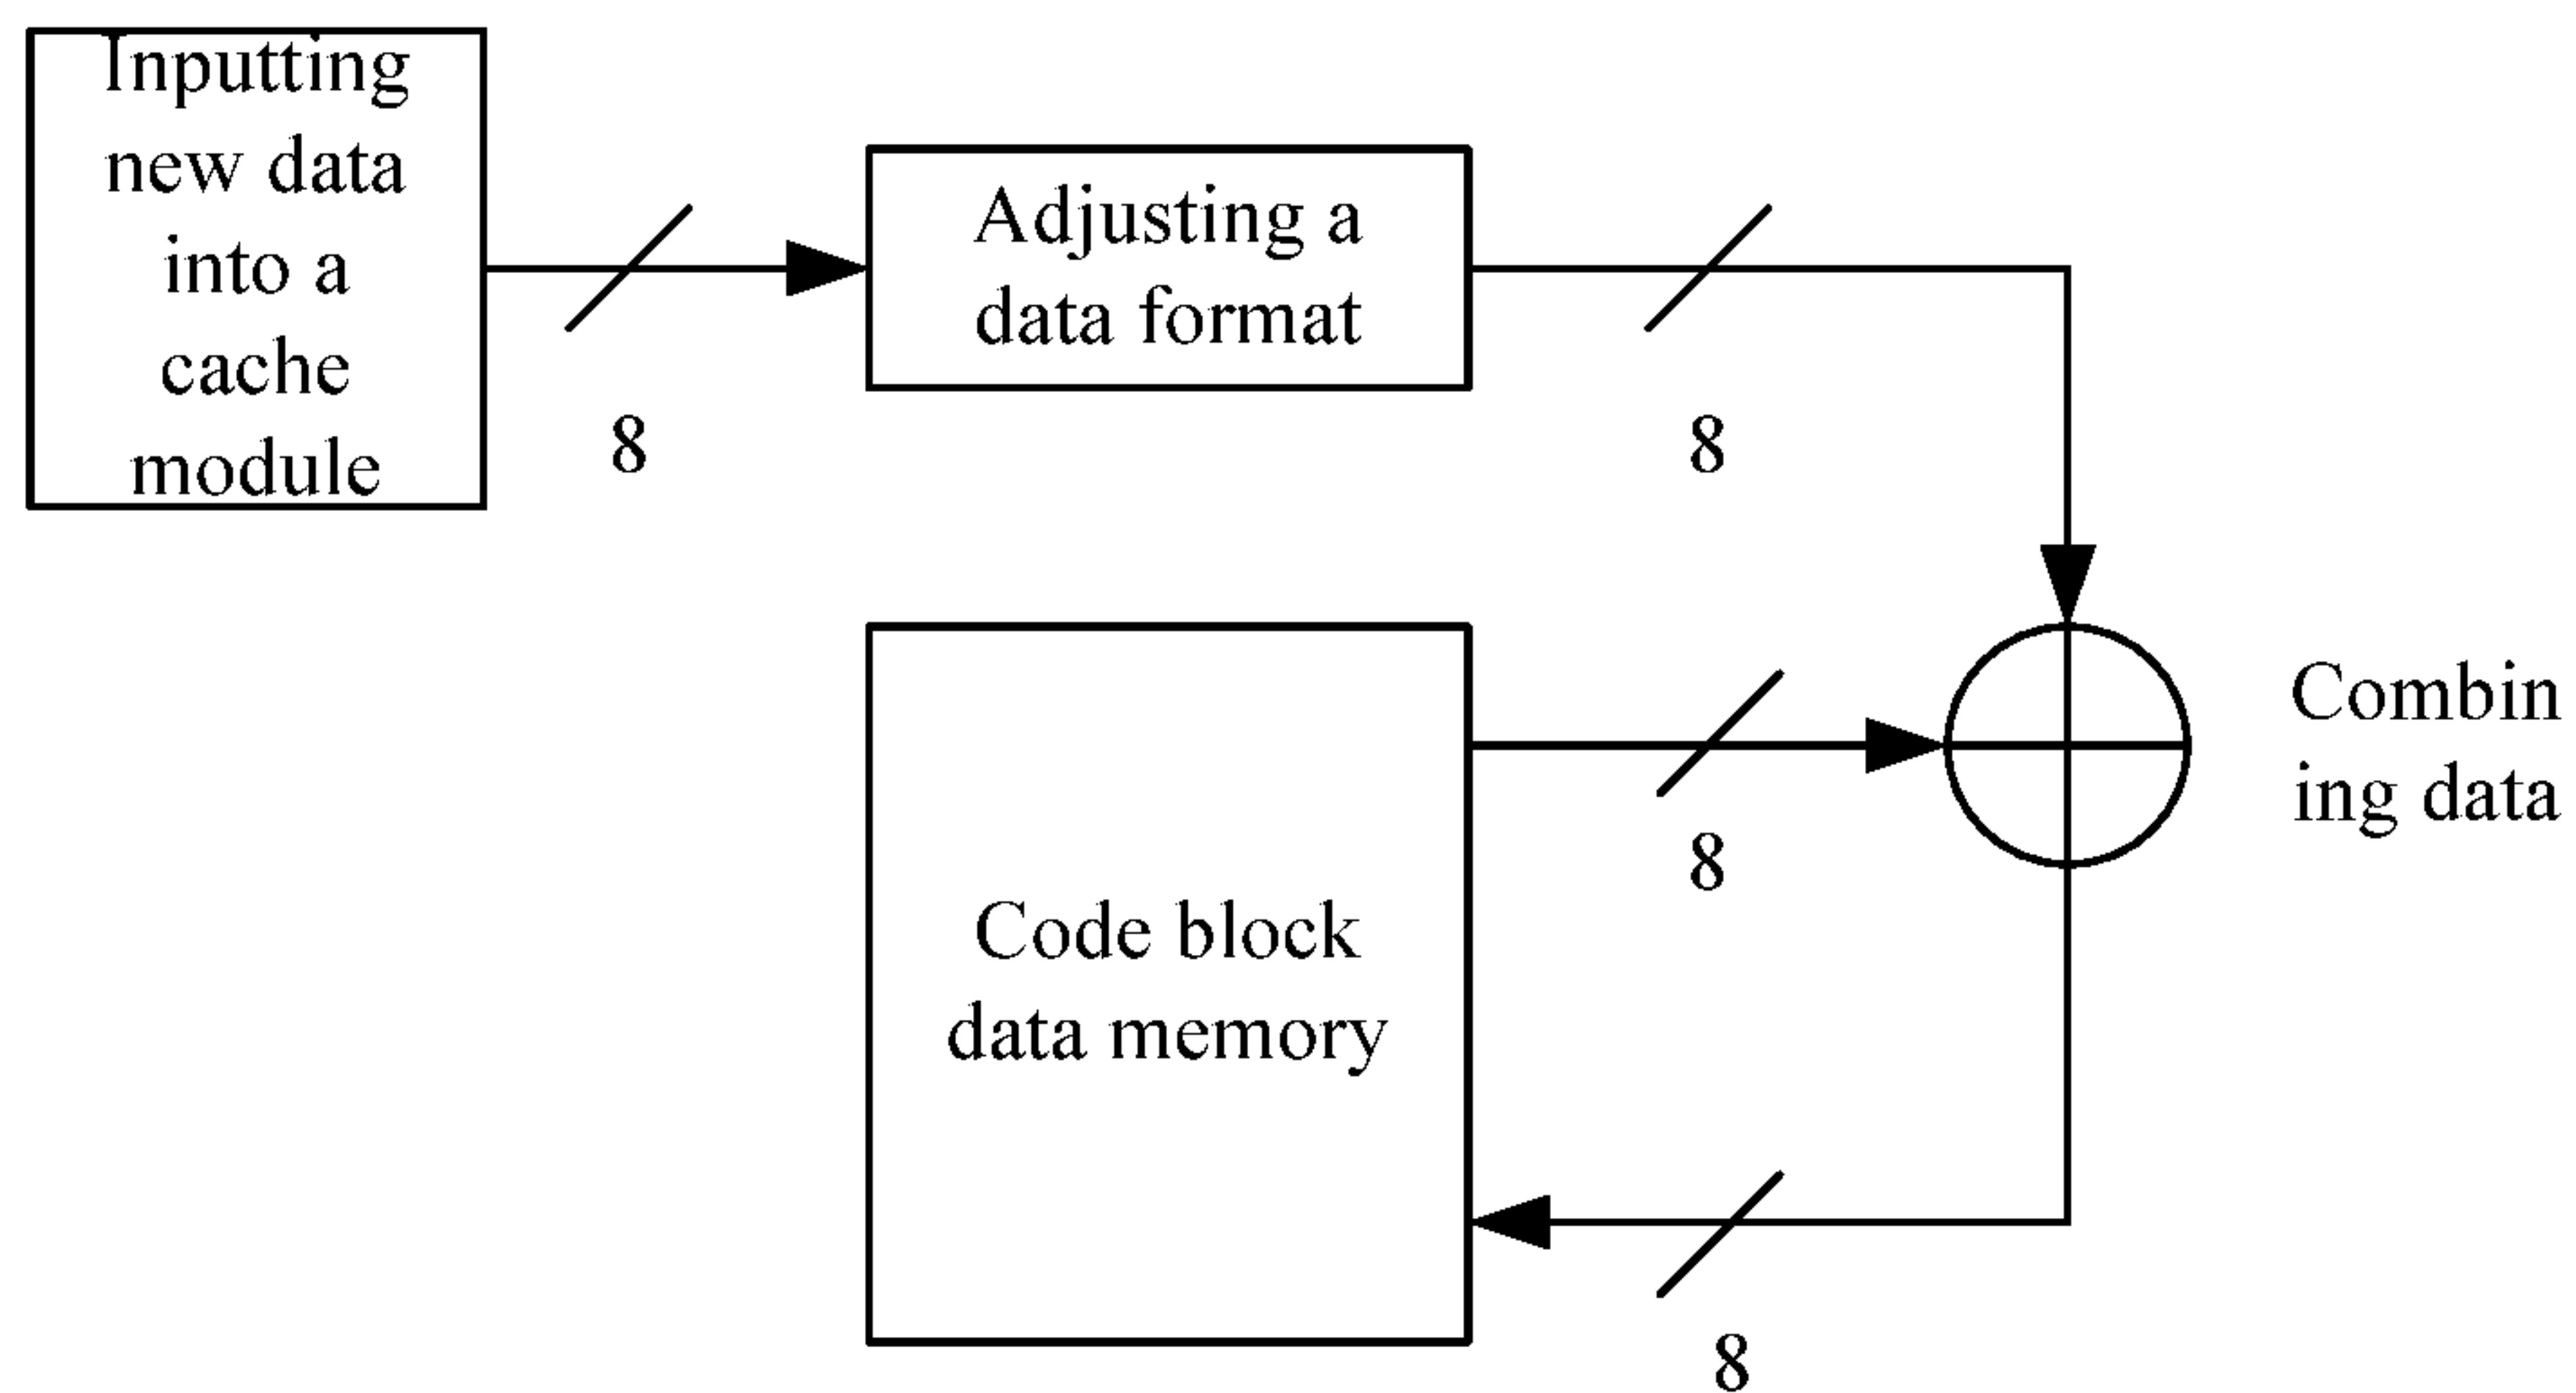 Inputting
new data
into a
cache
module
8
Adjusting a
data format
8
Code block
data memory
8
Combin
ing data
8